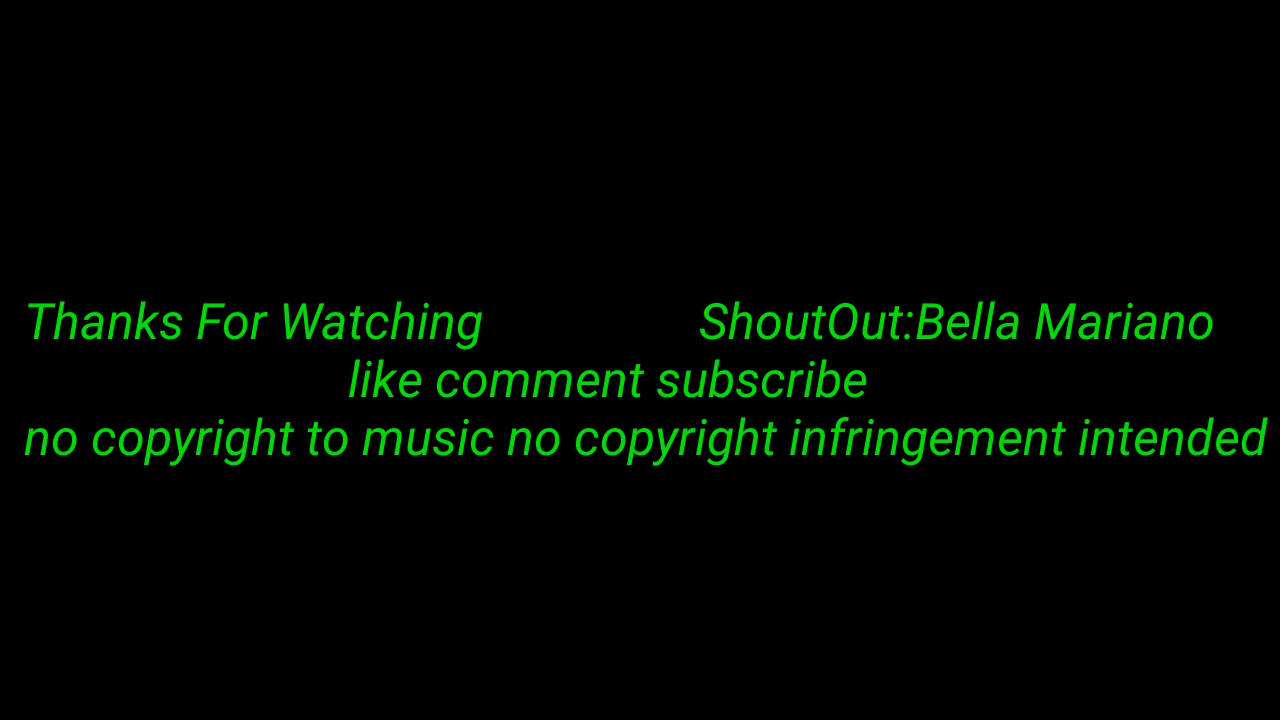 Thanks For Watching ShoutOut:Bella Mariano
like comment subscribe
no copyright to music no copyright infringement intended